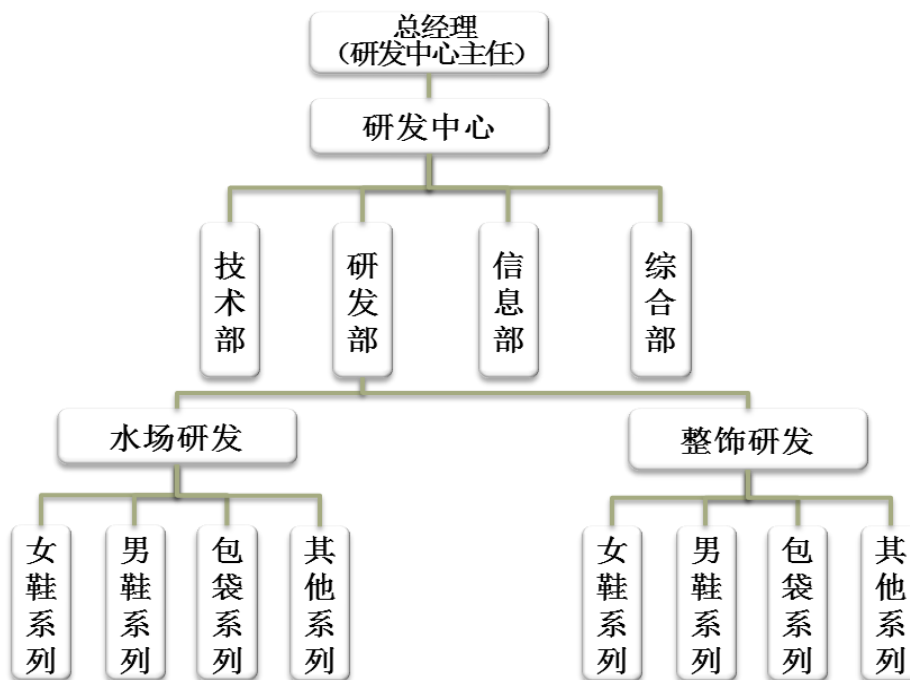 总经理
（研发中心主任）
研发中心
技术部
研发部
信息部
综合部
水场研发
整饰研发
女鞋系列
男鞋系列
包袋系列
其他系列
女鞋系列
男鞋系列
包袋系列
其他系列